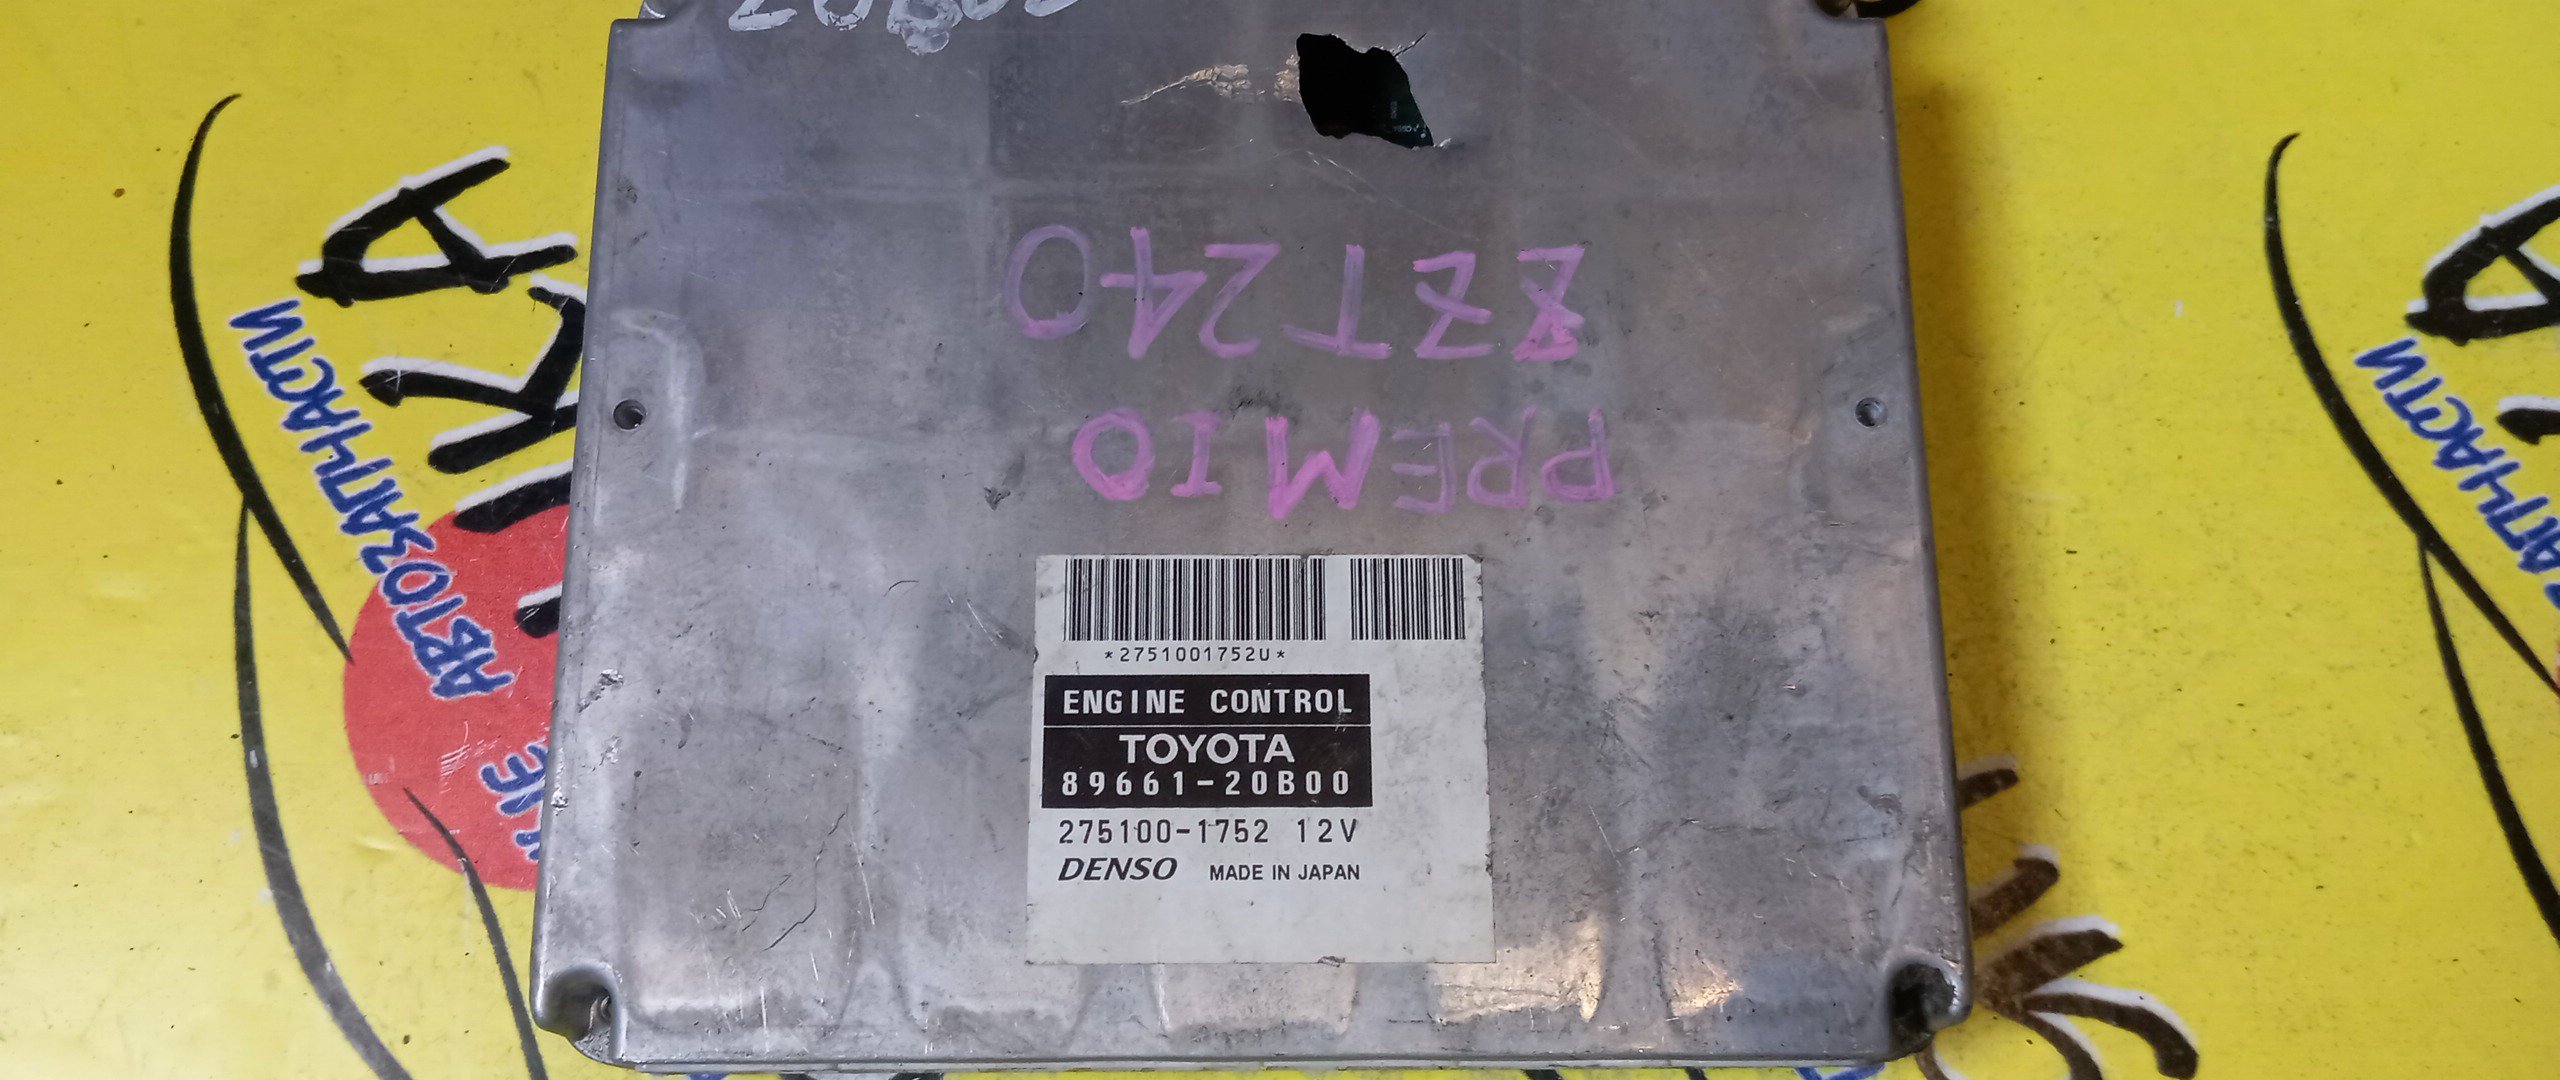 ZZT240
PREMIO
*2751001752U*
ENGINE CONTROL
TOYOTA
89661-20B00
275100-1752 12V
DENSO MADE IN JAPAN
АВТОЗАПЧАСТИ